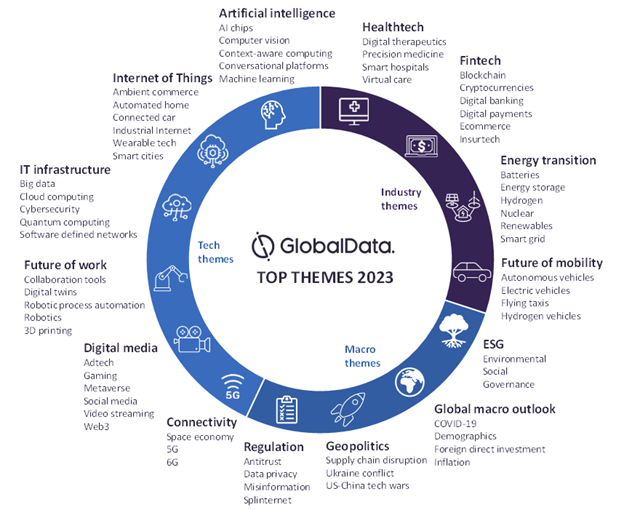 Artificial intelligence
AI chips
Computer vision
Context-aware computing
Conversational platforms
Machine learning
Healthtech
Digital therapeutics
Precision medicine
Smart hospitals
Virtual care
Fintech
Blockchain
Cryptocurrencies
Digital banking
Digital payments
Ecommerce
Insurtech
Energy transition
Batteries
Energy storage
Hydrogen
Nuclear
Renewables
Smart grid
Future of mobility
Autonomous vehicles
Electric vehicles
Flying taxis
Hydrogen vehicles
ESG
Environmental
Social
Governance
Global macro outlook
COVID-19
Demographics
Foreign direct investment
Inflation
Geopolitics
Supply chain disruption
Ukraine conflict
US-China tech wars
Regulation
Antitrust
Data privacy
Misinformation
Splinternet
Connectivity
Space economy
5G
6G
Digital media
Adtech
Gaming
Metaverse
Social media
Video streaming
Web3
Future of work
Collaboration tools
Digital twins
Robotic process automation
Robotics
3D printing
IT infrastructure
Big data
Cloud computing
Cybersecurity
Quantum computing
Software defined networks
Internet of Things
Ambient commerce
Automated home
Connected car
Industrial Internet
Wearable tech
Smart cities
Industry
themes
Tech
themes
GlobalData.
TOP THEMES 2023
Macro
themes
5G